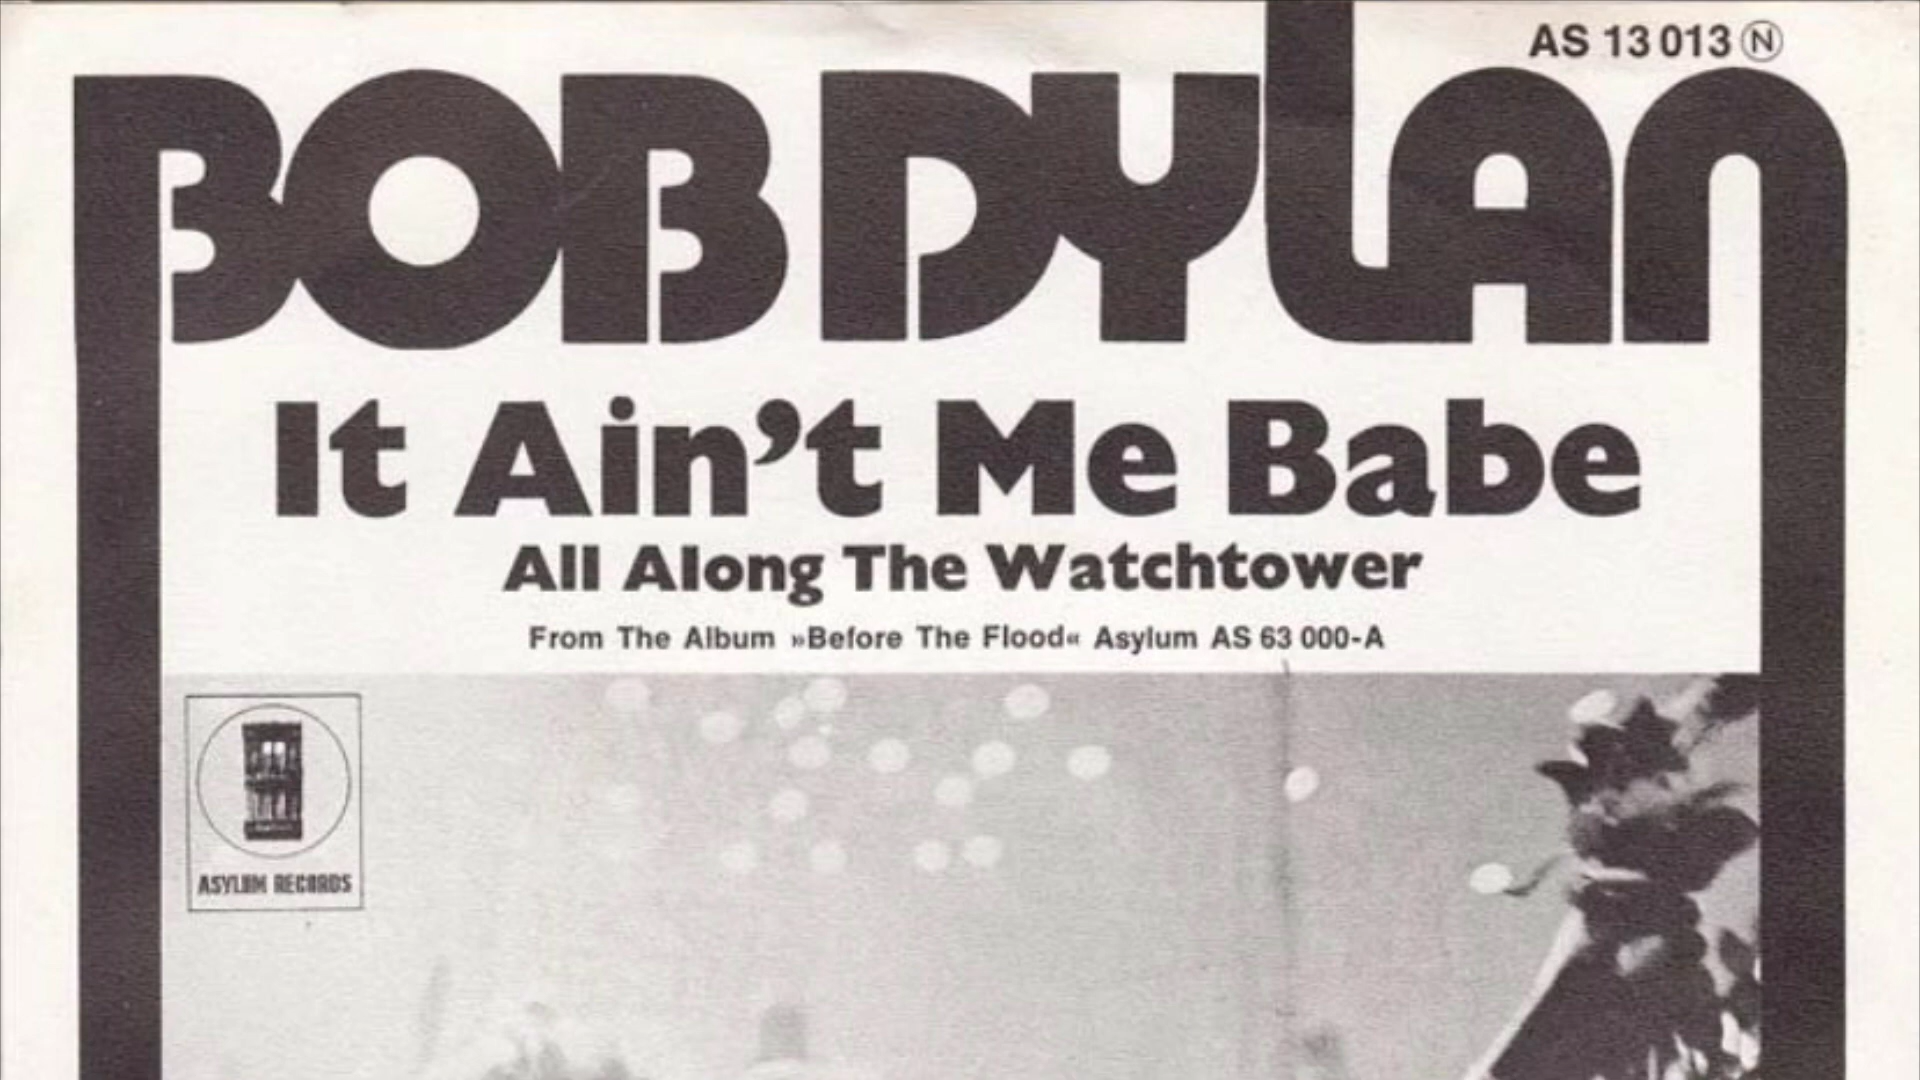 AS 13 013 Ⓝ
BOB DYLAN
It Ain’t Me Babe
All Along The Watchtower
From The Album »Before The Flood« Asylum AS 63 000-A
ASYLUM RECORDS